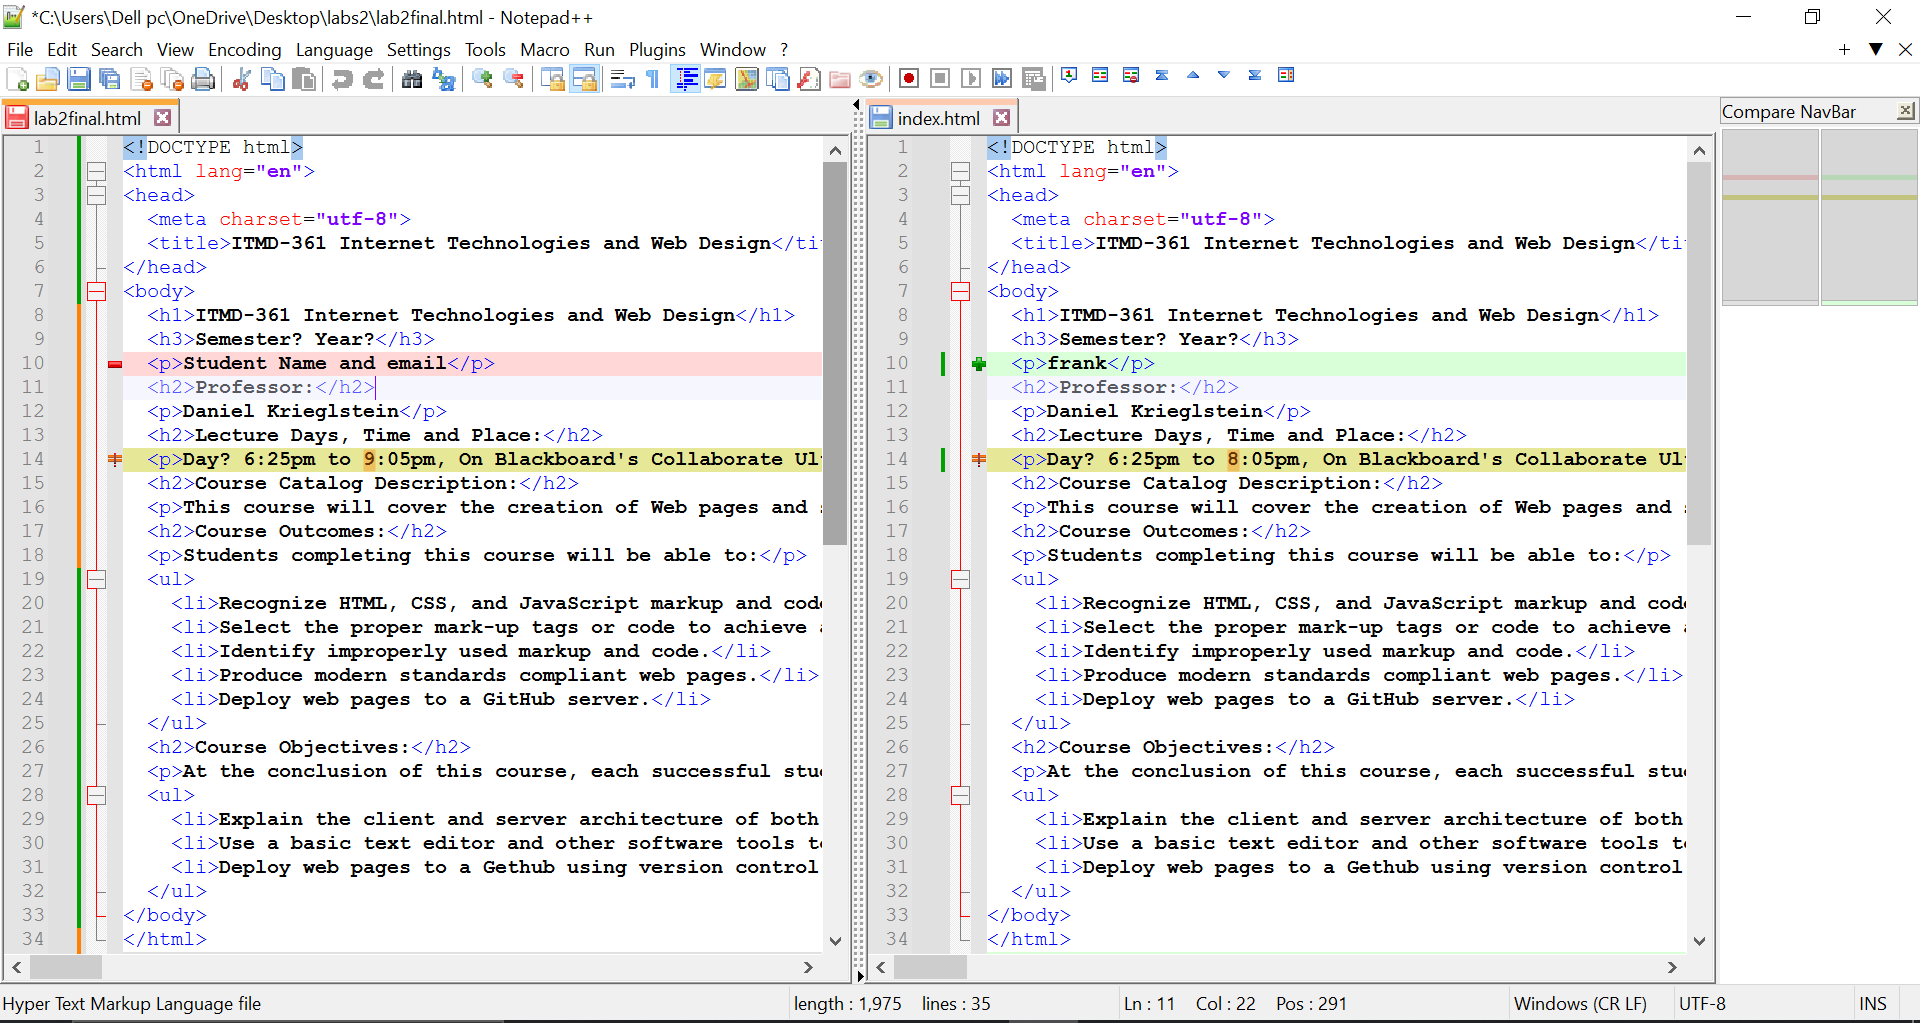 *C:\Users\Dell pc\OneDrive\Desktop\labs2\lab2final.html - Notepad++
File Edit Search View Encoding Language Settings Tools Macro Run Plugins Window ?
lab2final.html
1 <!DOCTYPE html>
2 <html lang="en">
3 <head>
4 <meta charset="utf-8">
5 <title>ITMD-361 Internet Technologies and Web Design</ti
6 </head>
7 <body>
8 <h1>ITMD-361 Internet Technologies and Web Design</h1>
9 <h3>Semester? Year?</h3>
10 <p>Student Name and email</p>
11 <h2>Professor:</h2>
12 <p>Daniel Krieglstein</p>
13 <h2>Lecture Days, Time and Place:</h2>
14 <p>Day? 6:25pm to 9:05pm, On Blackboard's Collaborate Ul
15 <h2>Course Catalog Description:</h2>
16 <p>This course will cover the creation of Web pages and
17 <h2>Course Outcomes:</h2>
18 <p>Students completing this course will be able to:</p>
19 <ul>
20 <li>Recognize HTML, CSS, and JavaScript markup and cod
21 <li>Select the proper mark-up tags or code to achieve
22 <li>Identify improperly used markup and code.</li>
23 <li>Produce modern standards compliant web pages.</li>
24 <li>Deploy web pages to a GitHub server.</li>
25 </ul>
26 <h2>Course Objectives:</h2>
27 <p>At the conclusion of this course, each successful stu
28 <ul>
29 <li>Explain the client and server architecture of both
30 <li>Use a basic text editor and other software tools t
31 <li>Deploy web pages to a Gethub using version control
32 </ul>
33 </body>
34 </html>
index.html
1 <!DOCTYPE html>
2 <html lang="en">
3 <head>
4 <meta charset="utf-8">
5 <title>ITMD-361 Internet Technologies and Web Design</ti
6 </head>
7 <body>
8 <h1>ITMD-361 Internet Technologies and Web Design</h1>
9 <h3>Semester? Year?</h3>
10 <p>frank</p>
11 <h2>Professor:</h2>
12 <p>Daniel Krieglstein</p>
13 <h2>Lecture Days, Time and Place:</h2>
14 <p>Day? 6:25pm to 8:05pm, On Blackboard's Collaborate Ul
15 <h2>Course Catalog Description:</h2>
16 <p>This course will cover the creation of Web pages and
17 <h2>Course Outcomes:</h2>
18 <p>Students completing this course will be able to:</p>
19 <ul>
20 <li>Recognize HTML, CSS, and JavaScript markup and cod
21 <li>Select the proper mark-up tags or code to achieve
22 <li>Identify improperly used markup and code.</li>
23 <li>Produce modern standards compliant web pages.</li>
24 <li>Deploy web pages to a GitHub server.</li>
25 </ul>
26 <h2>Course Objectives:</h2>
27 <p>At the conclusion of this course, each successful stu
28 <ul>
29 <li>Explain the client and server architecture of both
30 <li>Use a basic text editor and other software tools t
31 <li>Deploy web pages to a Gethub using version control
32 </ul>
33 </body>
34 </html>
Compare NavBar
Hyper Text Markup Language file length : 1,975 lines : 35 Ln : 11 Col : 22 Pos : 291 Windows (CR LF) UTF-8 INS